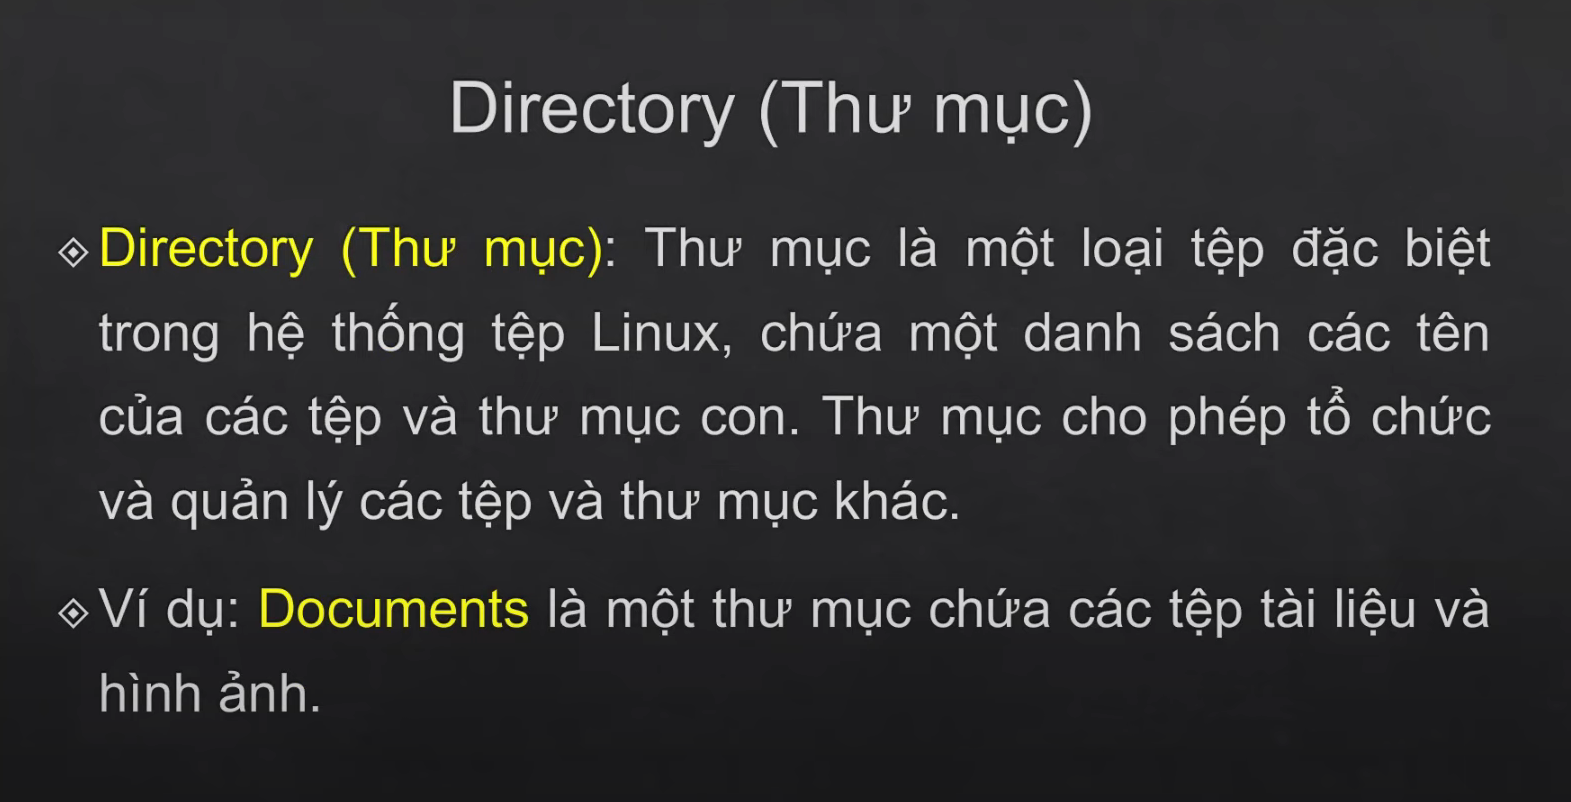 Directory (Thư mục)
Directory (Thư mục): Thư mục là một loại tệp đặc biệt
trong hệ thống tệp Linux, chứa một danh sách các tên
của các tệp và thư mục con. Thư mục cho phép tổ chức
và quản lý các tệp và thư mục khác.
Ví dụ: Documents là một thư mục chứa các tệp tài liệu và
hình ảnh.